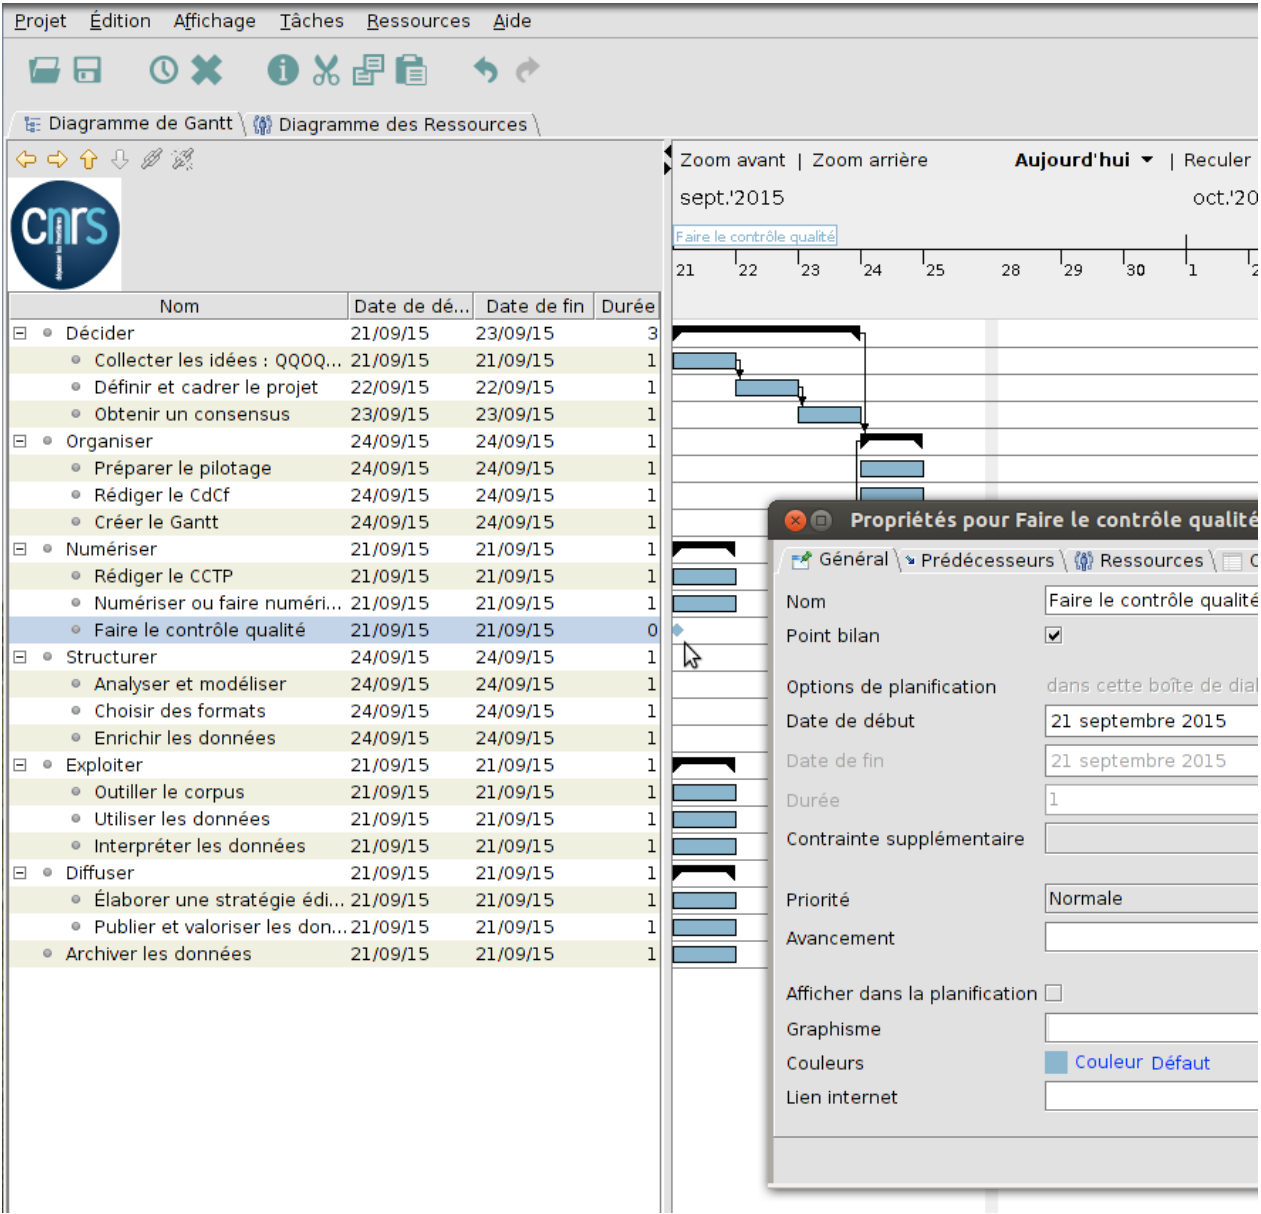 Projet Édition Affichage Tâches Ressources Aide
Diagramme de Gantt Diagramme des Ressources
Zoom avant | Zoom arrière Aujourd'hui | Reculer
cnrs
dépasser les frontières
sept.'2015 oct.'20
Faire le contrôle qualité
21 22 23 24 25 28 29 30 1 2
Nom Date de dé... Date de fin Durée
Décider 21/09/15 23/09/15 3
Collecter les idées : QQOQ... 21/09/15 21/09/15 1
Définir et cadrer le projet 22/09/15 22/09/15 1
Obtenir un consensus 23/09/15 23/09/15 1
Organiser 24/09/15 24/09/15 1
Préparer le pilotage 24/09/15 24/09/15 1
Rédiger le CdCf 24/09/15 24/09/15 1
Créer le Gantt 24/09/15 24/09/15 1
Numériser 21/09/15 21/09/15 1
Rédiger le CCTP 21/09/15 21/09/15 1
Numériser ou faire numéri... 21/09/15 21/09/15 1
Faire le contrôle qualité 21/09/15 21/09/15 0
Structurer 24/09/15 24/09/15 1
Analyser et modéliser 24/09/15 24/09/15 1
Choisir des formats 24/09/15 24/09/15 1
Enrichir les données 24/09/15 24/09/15 1
Exploiter 21/09/15 21/09/15 1
Outiller le corpus 21/09/15 21/09/15 1
Utiliser les données 21/09/15 21/09/15 1
Interpréter les données 21/09/15 21/09/15 1
Diffuser 21/09/15 21/09/15 1
Élaborer une stratégie édi... 21/09/15 21/09/15 1
Publier et valoriser les don... 21/09/15 21/09/15 1
Archiver les données 21/09/15 21/09/15 1
Propriétés pour Faire le contrôle qualité
Général Prédécesseurs Ressources C
Nom Faire le contrôle qualité
Point bilan
Options de planification dans cette boîte de dial
Date de début 21 septembre 2015
Date de fin 21 septembre 2015
Durée 1
Contrainte supplémentaire
Priorité Normale
Avancement
Afficher dans la planification
Graphisme
Couleurs Couleur Défaut
Lien internet